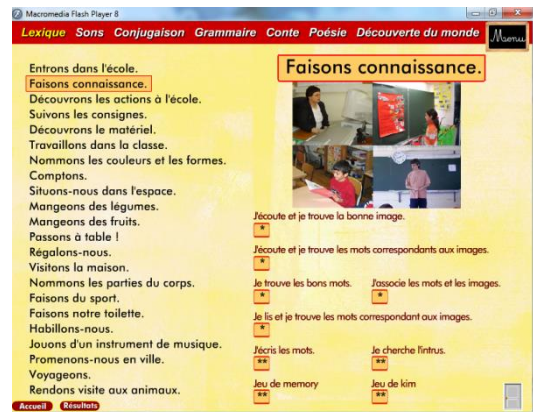 Macromedia Flash Player 8
Lexique Sons Conjugaison Grammaire Conte Poésie Découverte du monde Menu
Entrons dans l'école.
Faisons connaissance.
Découvrons les actions à l'école.
Suivons les consignes.
Découvrons le matériel.
Travaillons dans la classe.
Nommons les couleurs et les formes.
Comptons.
Situons-nous dans l'espace.
Mangeons des légumes.
Mangeons des fruits.
Passons à table !
Régalons-nous.
Visitons la maison.
Nommons les parties du corps.
Faisons du sport.
Faisons notre toilette.
Habillons-nous.
Jouons d'un instrument de musique.
Promenons-nous en ville.
Voyageons.
Rendons visite aux animaux.
Accueil Résultats
Faisons connaissance.
J'écoute et je trouve la bonne image.
*
J'écoute et je trouve les mots correspondants aux images.
*
Je trouve les bons mots. J'associe les mots et les images.
* *
Je lis et je trouve les mots correspondant aux images.
*
J'écris les mots. Je cherche l'intrus.
** **
Jeu de memory Jeu de kim
** **